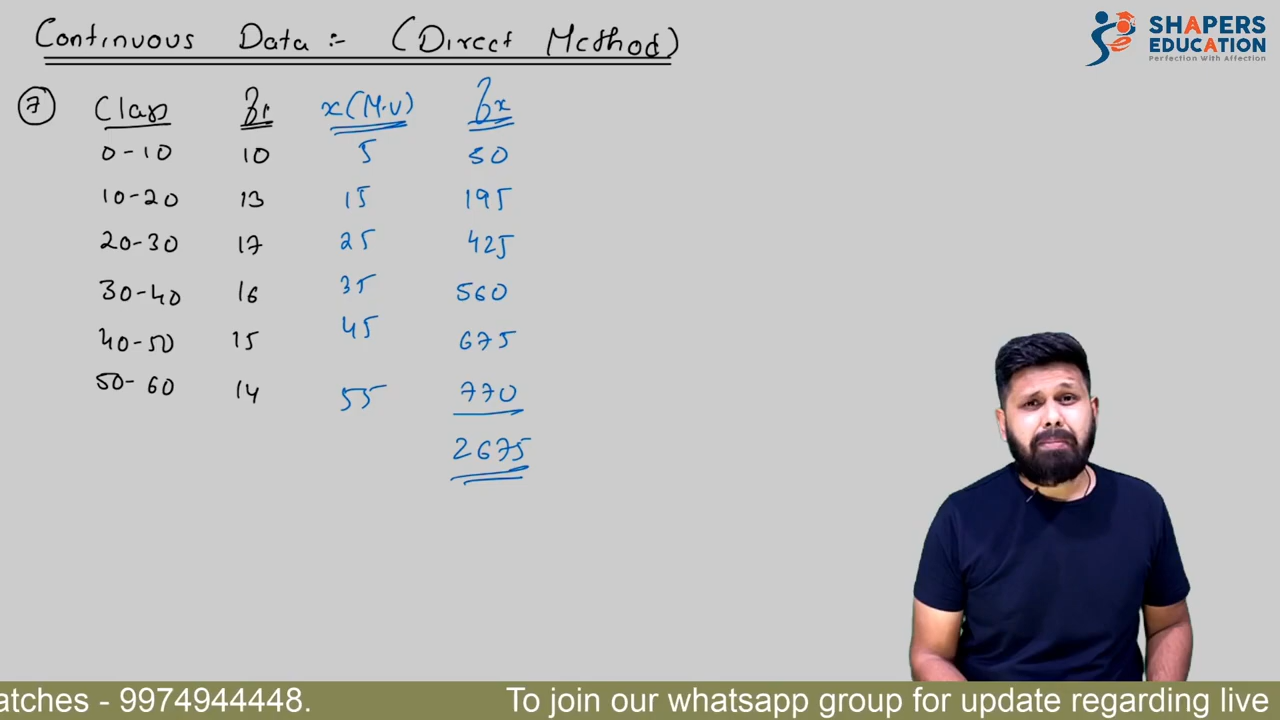 Continuous Data :- (Direct Method)
SHAPERS
EDUCATION
Perfection With Affection
7 Class fr x(M.V) fx
0-10 10 5 50
10-20 13 15 195
20-30 17 25 425
30-40 16 35 560
40-50 15 45 675
50-60 14 55 770
2675
atches - 9974944448. To join our whatsapp group for update regarding live